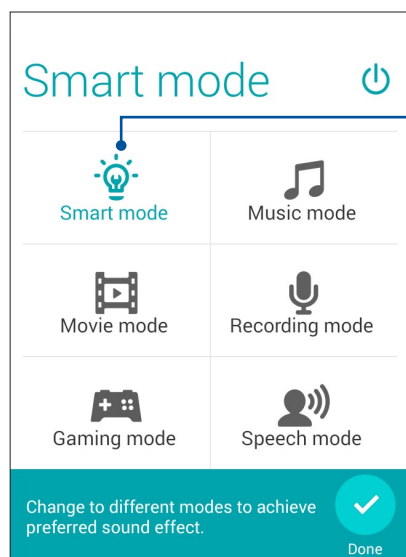 Smart mode
Smart mode
Music mode
Movie mode
Recording mode
Gaming mode
Speech mode
Change to different modes to achieve
preferred sound effect.
Done